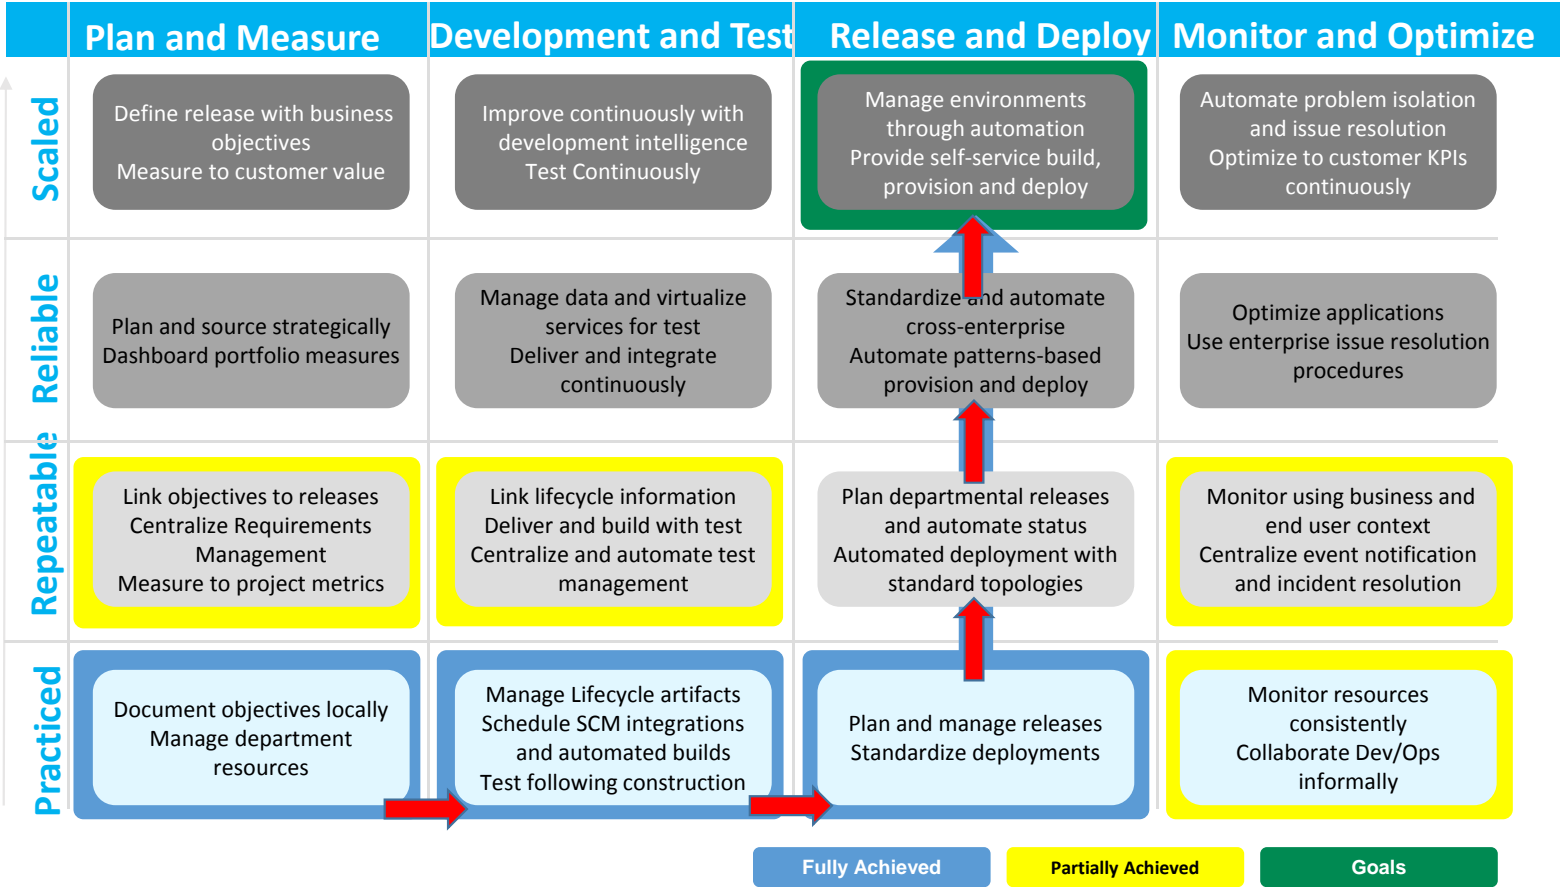 Plan and Measure
Development and Test
Release and Deploy
Monitor and Optimize
Scaled
Define release with business
objectives
Measure to customer value
Improve continuously with
development intelligence
Test Continuously
Manage environments
through automation
Provide self-service build,
provision and deploy
Automate problem isolation
and issue resolution
Optimize to customer KPIs
continuously
Reliable
Plan and source strategically
Dashboard portfolio measures
Manage data and virtualize
services for test
Deliver and integrate
continuously
Standardize and automate
cross-enterprise
Automate patterns-based
provision and deploy
Optimize applications
Use enterprise issue resolution
procedures
Repeatable
Link objectives to releases
Centralize Requirements
Management
Measure to project metrics
Link lifecycle information
Deliver and build with test
Centralize and automate test
management
Plan departmental releases
and automate status
Automated deployment with
standard topologies
Monitor using business and
end user context
Centralize event notification
and incident resolution
Practiced
Document objectives locally
Manage department
resources
Manage Lifecycle artifacts
Schedule SCM integrations
and automated builds
Test following construction
Plan and manage releases
Standardize deployments
Monitor resources
consistently
Collaborate Dev/Ops
informally
Fully Achieved
Partially Achieved
Goals